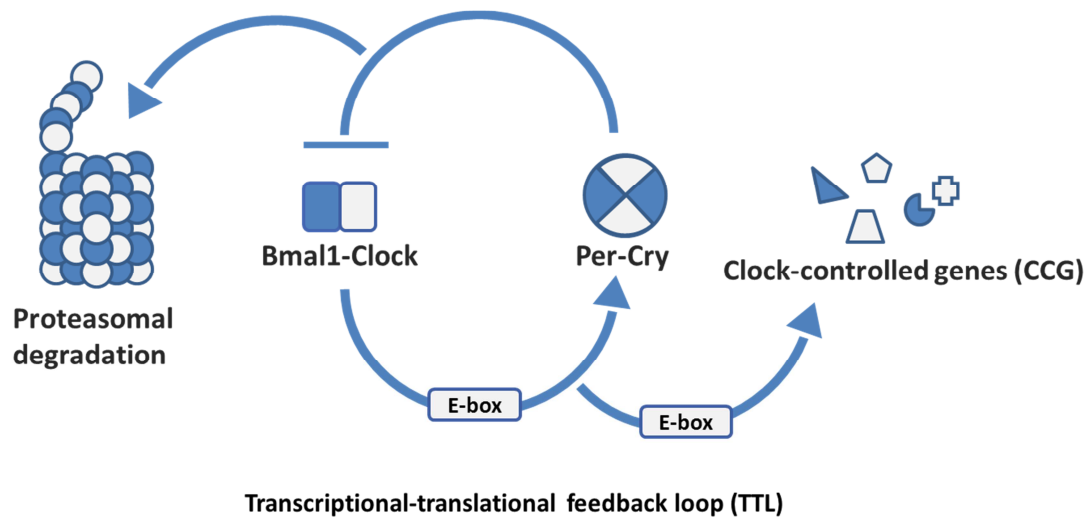 Bmal1-Clock
Per-Cry
Clock-controlled genes (CCG)
Proteasomal
degradation
E-box
E-box
Transcriptional-translational feedback loop (TTL)